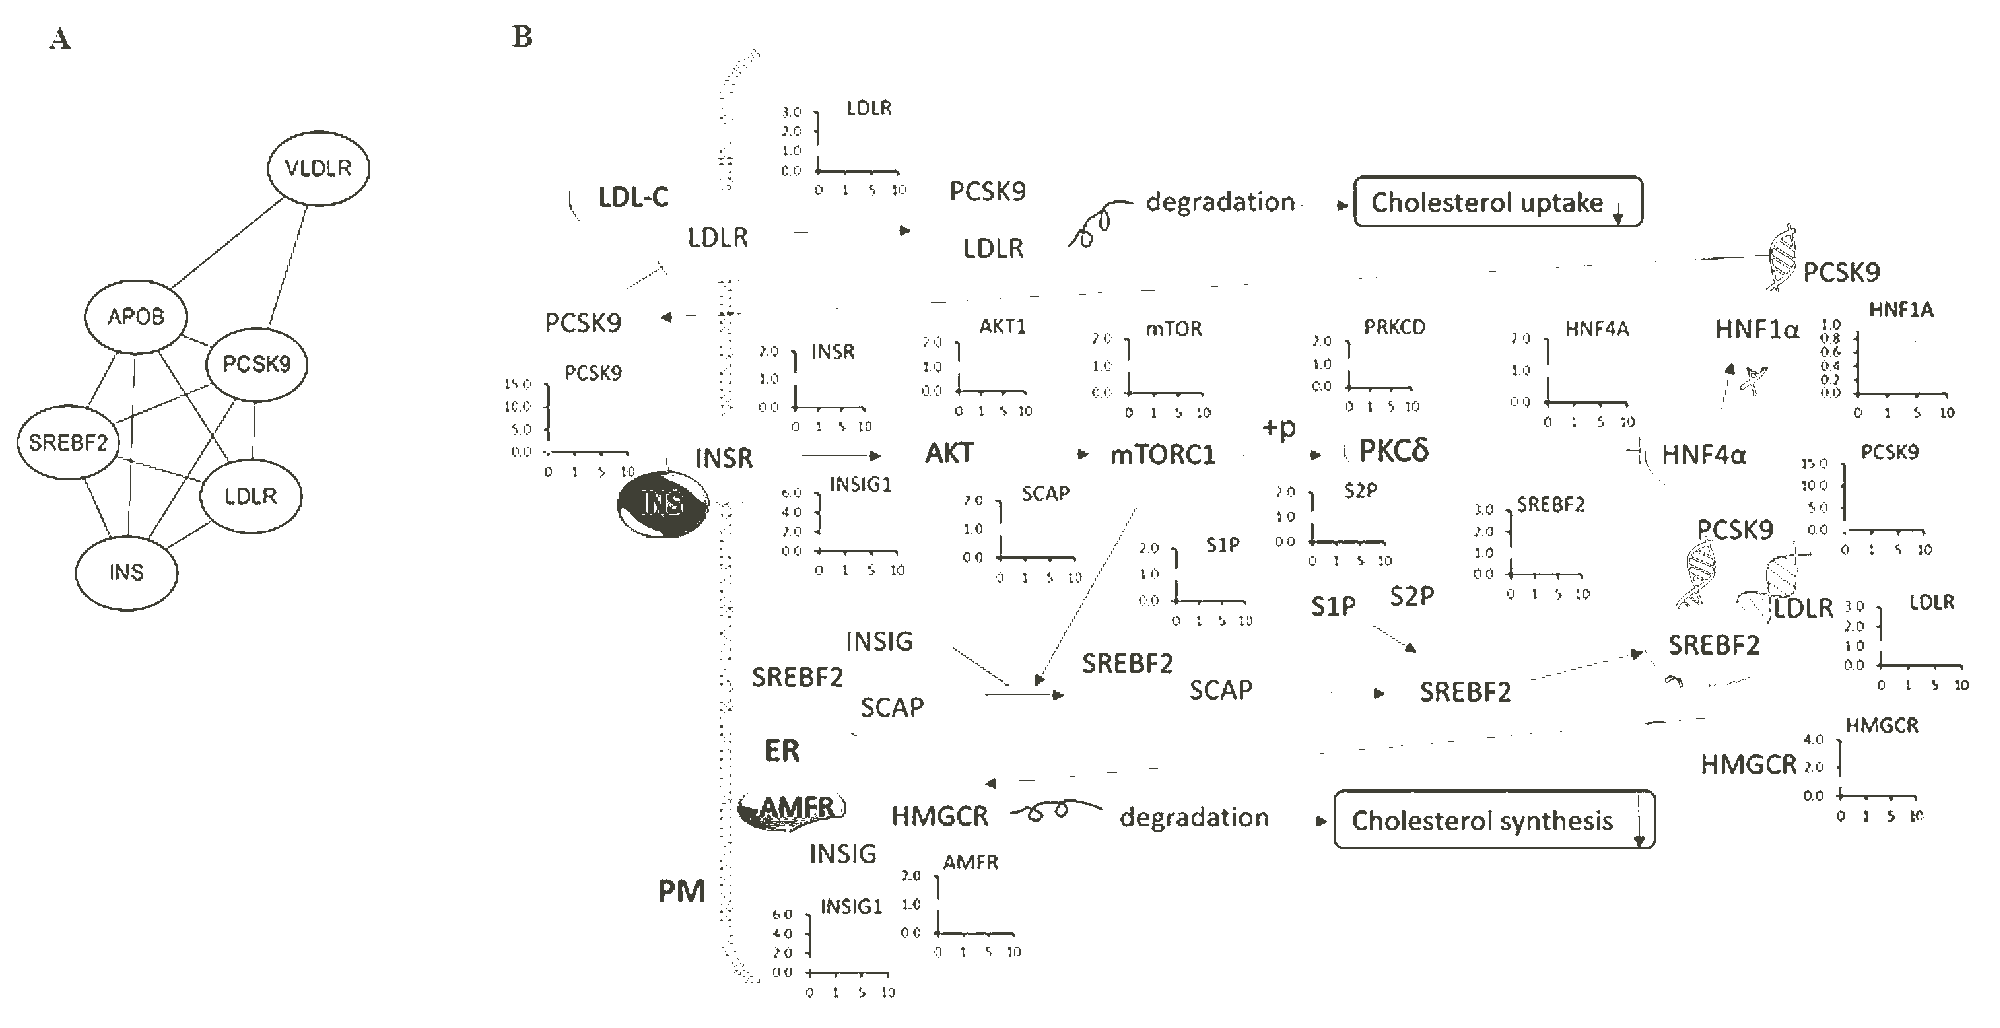 A
VLDLR
APOB
PCSK9
SREBF2
LDLR
INS
B
LDLR
3.0
2.0
1.0
0.0
0 1 5 10
LDL-C
LDLR
PCSK9
LDLR
degradation
Cholesterol uptake
PCSK9
PCSK9
PCSK9
15.0
10.0
5.0
0.0
0 1 5 10
INSR
2.0
1.0
0.0
0 1 5 10
AKT1
2.0
1.0
0.0
0 1 5 10
mTOR
2.0
1.0
0.0
0 1 5 10
PRKCD
2.0
1.0
0.0
0 1 5 10
HNF4A
2.0
1.0
0.0
0 1 5 10
HNF1α
HNF1A
1.0
0.8
0.6
0.4
0.2
0.0
0 1 5 10
INS
INSR
AKT
mTORC1
+p
PKCδ
HNF4α
PCSK9
15.0
10.0
5.0
0.0
0 1 5 10
INSIG1
6.0
4.0
2.0
0.0
0 1 5 10
SCAP
2.0
1.0
0.0
0 1 5 10
S1P
2.0
1.0
0.0
0 1 5 10
S2P
2.0
1.0
0.0
0 1 5 10
SREBF2
3.0
2.0
1.0
0.0
0 1 5 10
PCSK9
LDLR
LDLR
3.0
2.0
1.0
0.0
0 1 5 10
S1P
S2P
INSIG
SREBF2
SCAP
SREBF2
SCAP
SREBF2
SREBF2
ER
HMGCR
HMGCR
4.0
2.0
0.0
0 1 5 10
AMFR
HMGCR
degradation
Cholesterol synthesis
INSIG
PM
AMFR
2.0
1.0
0.0
0 1 5 10
INSIG1
6.0
4.0
2.0
0.0
0 1 5 10